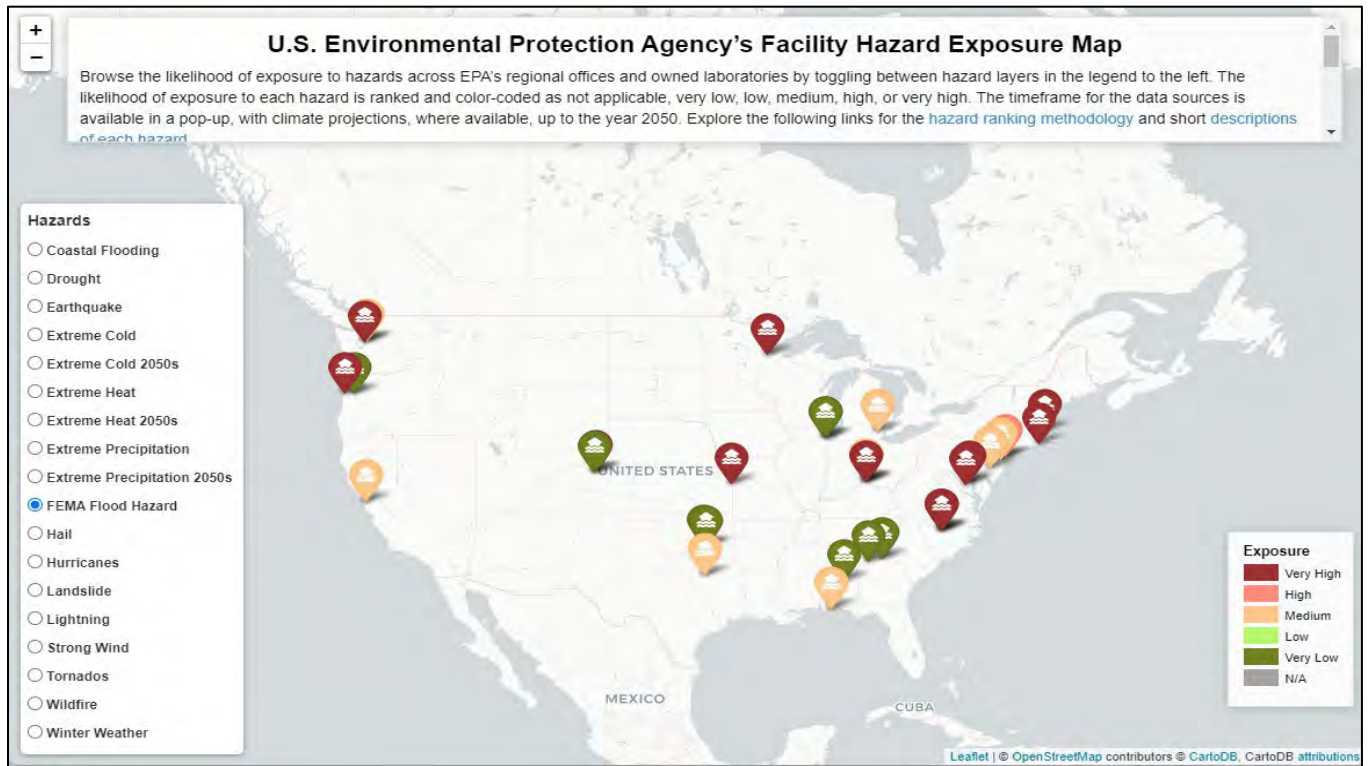 +
−
U.S. Environmental Protection Agency’s Facility Hazard Exposure Map
Browse the likelihood of exposure to hazards across EPA's regional offices and owned laboratories by toggling between hazard layers in the legend to the left. The
likelihood of exposure to each hazard is ranked and color-coded as not applicable, very low, low, medium, high, or very high. The timeframe for the data sources is
available in a pop-up, with climate projections, where available, up to the year 2050. Explore the following links for the hazard ranking methodology and short descriptions
of each hazard
Hazards
Coastal Flooding
Drought
Earthquake
Extreme Cold
Extreme Cold 2050s
Extreme Heat
Extreme Heat 2050s
Extreme Precipitation
Extreme Precipitation 2050s
FEMA Flood Hazard
Hail
Hurricanes
Landslide
Lightning
Strong Wind
Tornados
Wildfire
Winter Weather
UNITED STATES
MEXICO
CUBA
Exposure
Very High
High
Medium
Low
Very Low
N/A
Leaflet | © OpenStreetMap contributors © CartoDB, CartoDB attributions